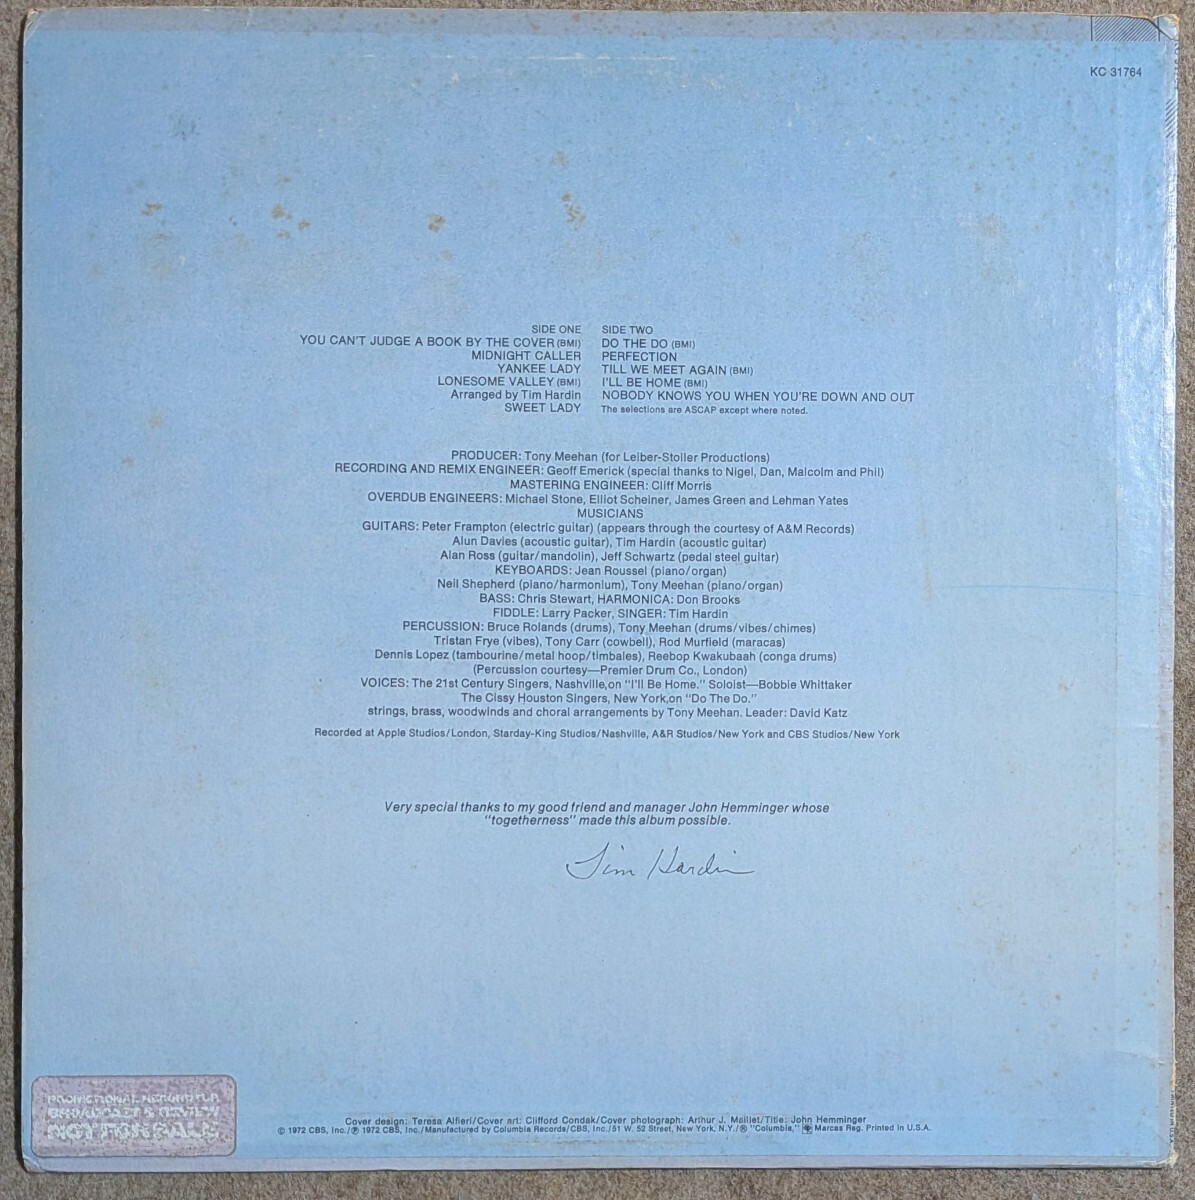 KC 31764
SIDE ONE
YOU CAN'T JUDGE A BOOK BY THE COVER (BMI)
MIDNIGHT CALLER
YANKEE LADY
LONESOME VALLEY (BMI)
Arranged by Tim Hardin
SWEET LADY
SIDE TWO
DO THE DO (BMI)
PERFECTION
TILL WE MEET AGAIN (BMI)
I'LL BE HOME (BMI)
NOBODY KNOWS YOU WHEN YOU'RE DOWN AND OUT
The selections are ASCAP except where noted.
PRODUCER: Tony Meehan (for Leiber-Stoller Productions)
RECORDING AND REMIX ENGINEER: Geoff Emerick (special thanks to Nigel, Dan, Malcolm and Phil)
MASTERING ENGINEER: Cliff Morris
OVERDUB ENGINEERS: Michael Stone, Elliot Scheiner, James Green and Lehman Yates
MUSICIANS
GUITARS: Peter Frampton (electric guitar) (appears through the courtesy of A&M Records)
Alun Davies (acoustic guitar), Tim Hardin (acoustic guitar)
Alan Ross (guitar/mandolin), Jeff Schwartz (pedal steel guitar)
KEYBOARDS: Jean Roussel (piano/organ)
Neil Shepherd (piano/harmonium), Tony Meehan (piano/organ)
BASS: Chris Stewart, HARMONICA: Don Brooks
FIDDLE: Larry Packer, SINGER: Tim Hardin
PERCUSSION: Bruce Rolands (drums), Tony Meehan (drums/vibes/chimes)
Tristan Frye (vibes), Tony Carr (cowbell), Rod Murfield (maracas)
Dennis Lopez (tambourine/metal hoop/timbales), Reebop Kwakubaah (conga drums)
(Percussion courtesy—Premier Drum Co., London)
VOICES: The 21st Century Singers, Nashville,on "I'll Be Home." Soloist—Bobbie Whittaker
The Cissy Houston Singers, New York,on "Do The Do."
strings, brass, woodwinds and choral arrangements by Tony Meehan. Leader: David Katz
Recorded at Apple Studios/London, Starday-King Studios/Nashville, A&R Studios/New York and CBS Studios/New York
Very special thanks to my good friend and manager John Hemminger whose
"togetherness" made this album possible.
Tim Hardin
PROMOTIONAL RECORD FOR
BROADCAST & REVIEW
NOT FOR SALE
Cover design: Teresa Alfieri/Cover art: Clifford Condak/Cover photograph: Arthur J. Maillet/Title: John Hemminger
© 1972 CBS, Inc./℗ 1972 CBS, Inc./Manufactured by Columbia Records/CBS, Inc./51 W. 52 Street, New York, N.Y./® "Columbia," Marcas Reg. Printed in U.S.A.